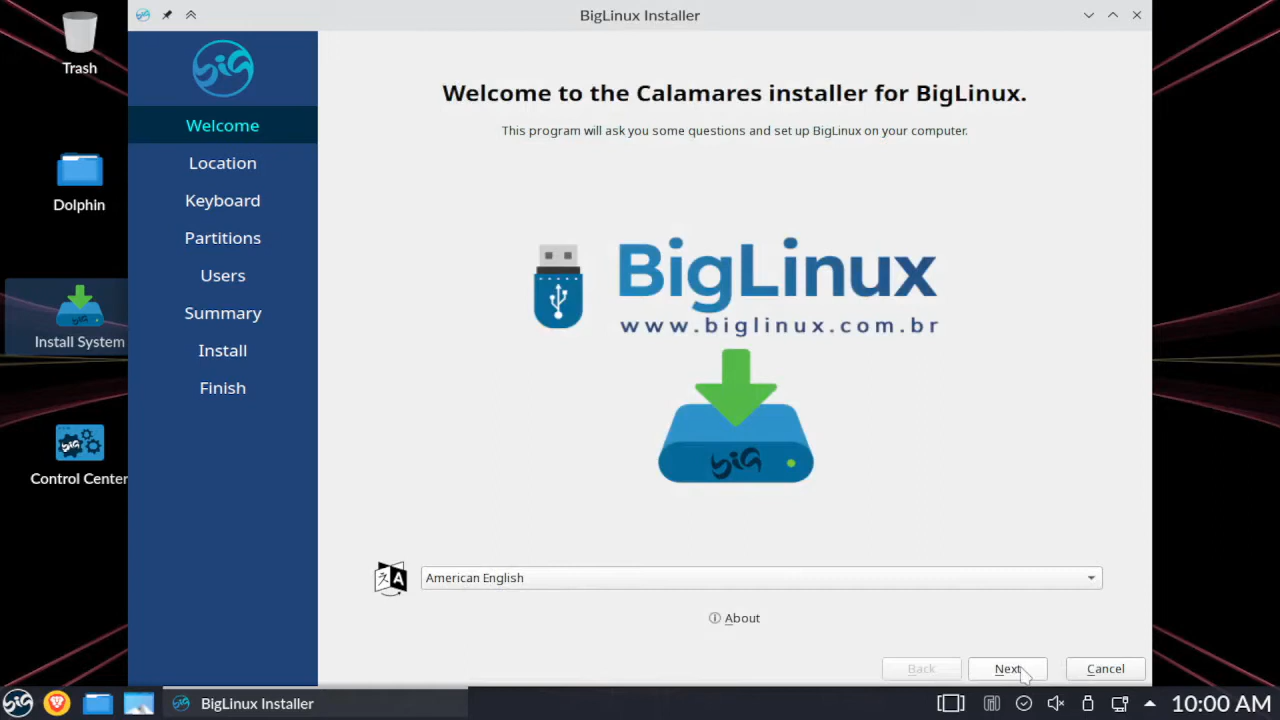 BigLinux Installer
Trash
Dolphin
Install System
Control Center
Welcome
Location
Keyboard
Partitions
Users
Summary
Install
Finish
Welcome to the Calamares installer for BigLinux.
This program will ask you some questions and set up BigLinux on your computer.
BigLinux
www.biglinux.com.br
big
American English
About
Back
Next
Cancel
BigLinux Installer
10:00 AM